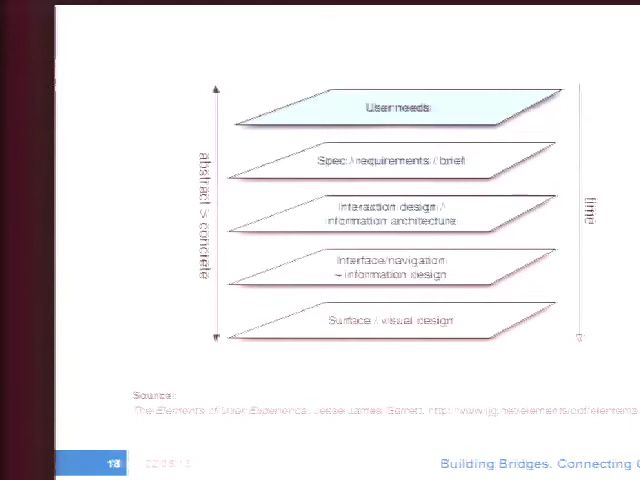 User needs
Spec / requirements / brief
Interaction design /
information architecture
Interface/navigation
~ information design
Surface / visual design
abstract > concrete
time
Source:
The Elements of User Experience, Jesse James Garrett,
18
Building Bridges. Connecting